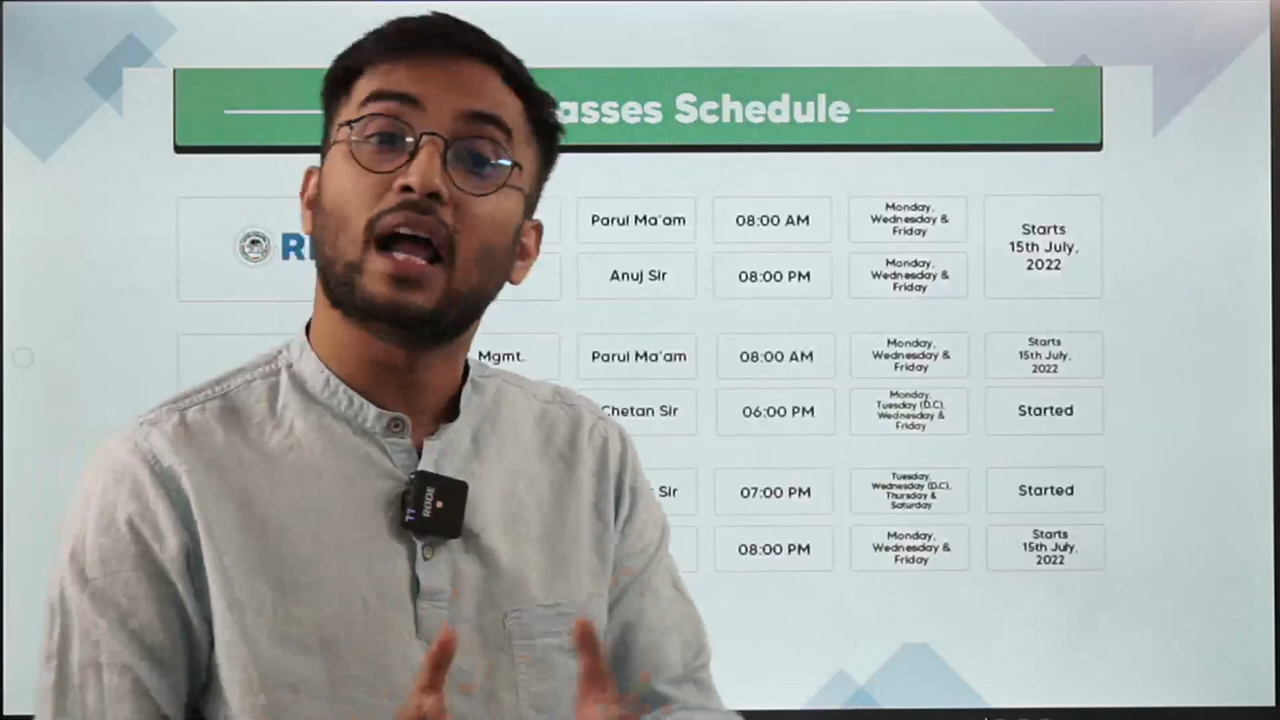 asses Schedule
Parul Ma'am
08:00 AM
Monday,
Wednesday &
Friday
Starts
15th July,
2022
Anuj Sir
08:00 PM
Monday,
Wednesday &
Friday
Mgmt.
Parul Ma'am
08:00 AM
Monday,
Wednesday &
Friday
Starts
15th July,
2022
Chetan Sir
06:00 PM
Monday,
Tuesday (D.C),
Wednesday &
Friday
Started
Sir
07:00 PM
Tuesday,
Wednesday (D.C),
Thursday &
Saturday
Started
08:00 PM
Monday,
Wednesday &
Friday
Starts
15th July,
2022
RODE